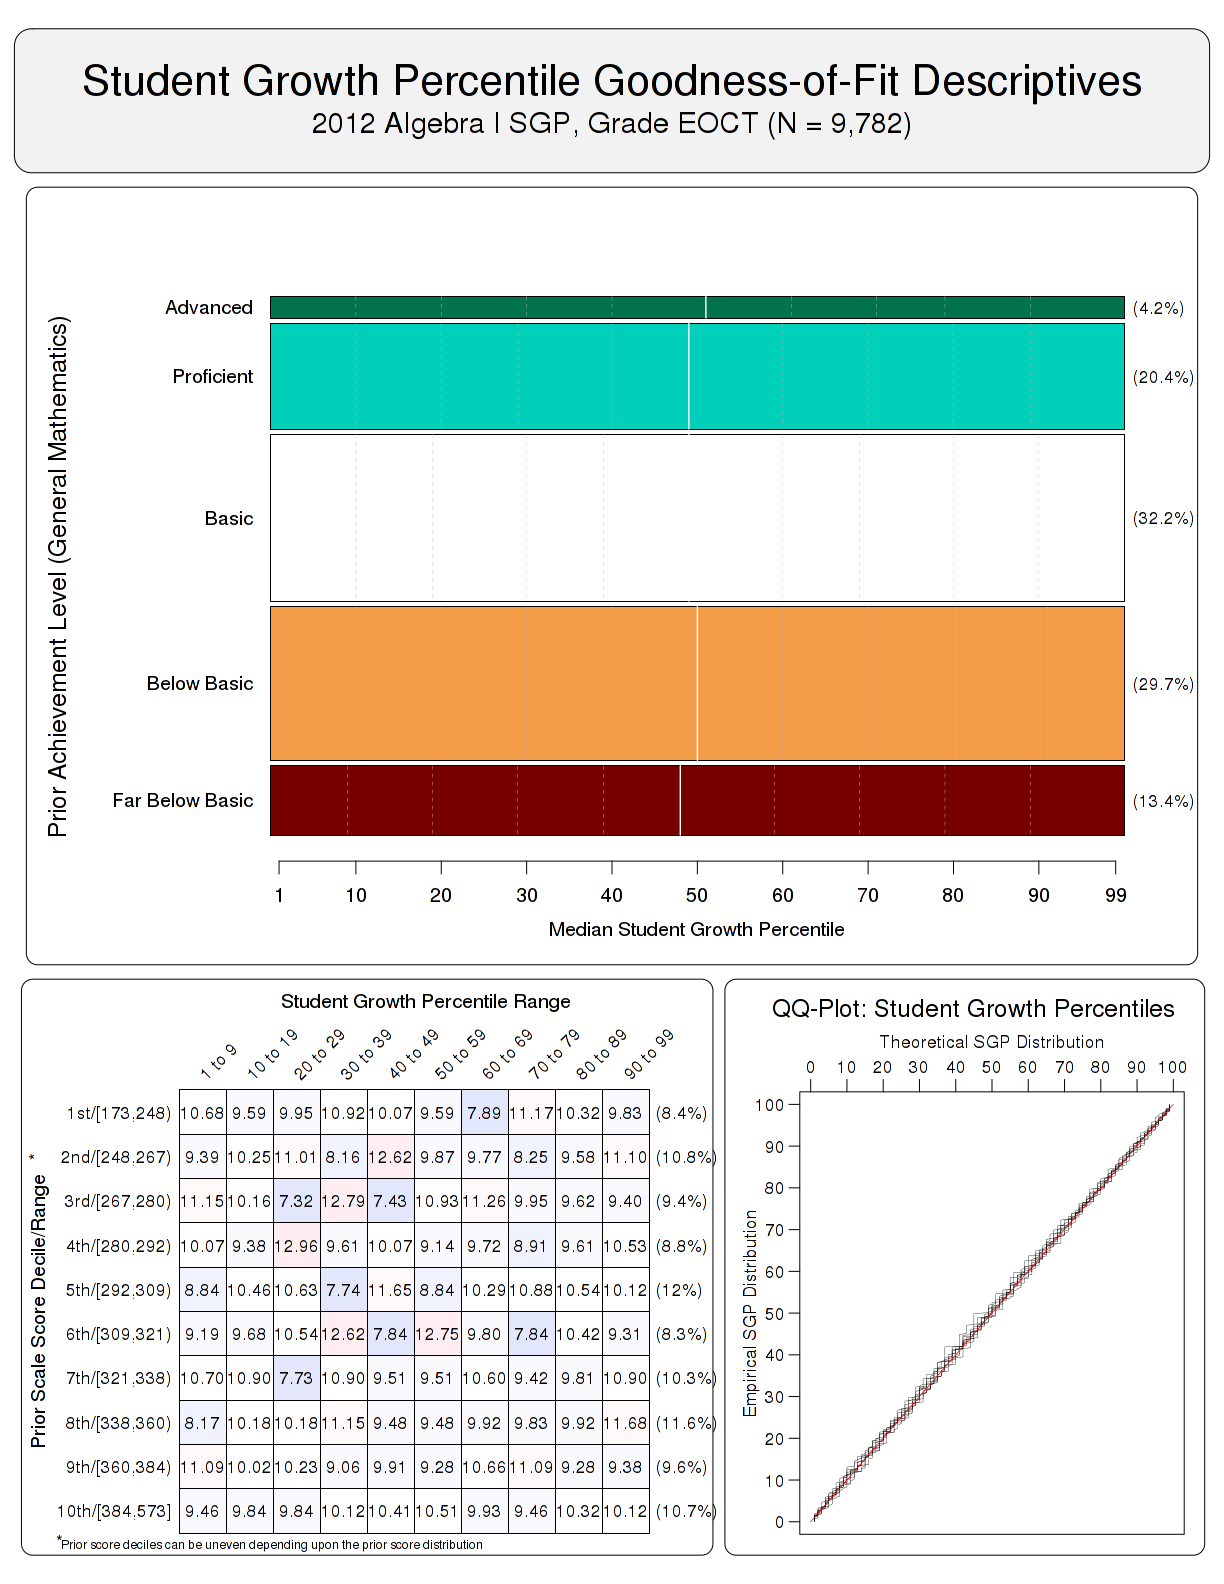 Student Growth Percentile Goodness-of-Fit Descriptives
2012 Algebra I SGP, Grade EOCT (N = 9,782)
Prior Achievement Level (General Mathematics)
Advanced (4.2%)
Proficient (20.4%)
Basic (32.2%)
Below Basic (29.7%)
Far Below Basic (13.4%)
1 10 20 30 40 50 60 70 80 90 99
Median Student Growth Percentile
Student Growth Percentile Range
1 to 9 10 to 19 20 to 29 30 to 39 40 to 49 50 to 59 60 to 69 70 to 79 80 to 89 90 to 99
Prior Scale Score Decile/Range *
1st/[173,248) 10.68 9.59 9.95 10.92 10.07 9.59 7.89 11.17 10.32 9.83 (8.4%)
2nd/[248,267) 9.39 10.25 11.01 8.16 12.62 9.87 9.77 8.25 9.58 11.10 (10.8%)
3rd/[267,280) 11.15 10.16 7.32 12.79 7.43 10.93 11.26 9.95 9.62 9.40 (9.4%)
4th/[280,292) 10.07 9.38 12.96 9.61 10.07 9.14 9.72 8.91 9.61 10.53 (8.8%)
5th/[292,309) 8.84 10.46 10.63 7.74 11.65 8.84 10.29 10.88 10.54 10.12 (12%)
6th/[309,321) 9.19 9.68 10.54 12.62 7.84 12.75 9.80 7.84 10.42 9.31 (8.3%)
7th/[321,338) 10.70 10.90 7.73 10.90 9.51 9.51 10.60 9.42 9.81 10.90 (10.3%)
8th/[338,360) 8.17 10.18 10.18 11.15 9.48 9.48 9.92 9.83 9.92 11.68 (11.6%)
9th/[360,384) 11.09 10.02 10.23 9.06 9.91 9.28 10.66 11.09 9.28 9.38 (9.6%)
10th/[384,573] 9.46 9.84 9.84 10.12 10.41 10.51 9.93 9.46 10.32 10.12 (10.7%)
*Prior score deciles can be uneven depending upon the prior score distribution
QQ-Plot: Student Growth Percentiles
Theoretical SGP Distribution
0 10 20 30 40 50 60 70 80 90 100
Empirical SGP Distribution
100
90
80
70
60
50
40
30
20
10
0